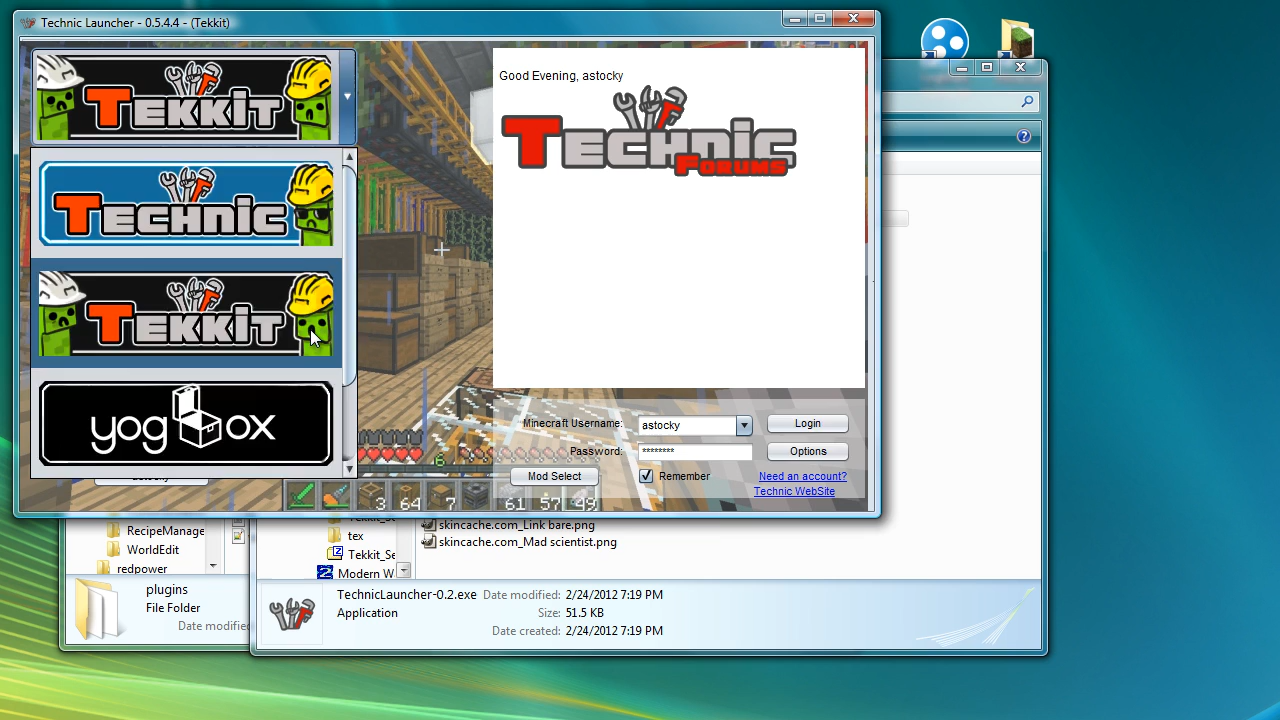 Technic Launcher - 0.5.4.4 - (Tekkit)
TEKKIT
TECHNIC
TEKKIT
yogbox
Good Evening, astocky
TECHNIC
FORUMS
Minecraft Username:
astocky
Login
Password:
********
Options
Mod Select
Remember
Need an account?
Technic WebSite
6
3
64
7
61
57
49
RecipeManage
WorldEdit
redpower
plugins
File Folder
Date modified
tex
Tekkit_Se
Modern W
skincache.com_Link bare.png
skincache.com_Mad scientist.png
TechnicLauncher-0.2.exe
Date modified: 2/24/2012 7:19 PM
Application
Size: 51.5 KB
Date created: 2/24/2012 7:19 PM